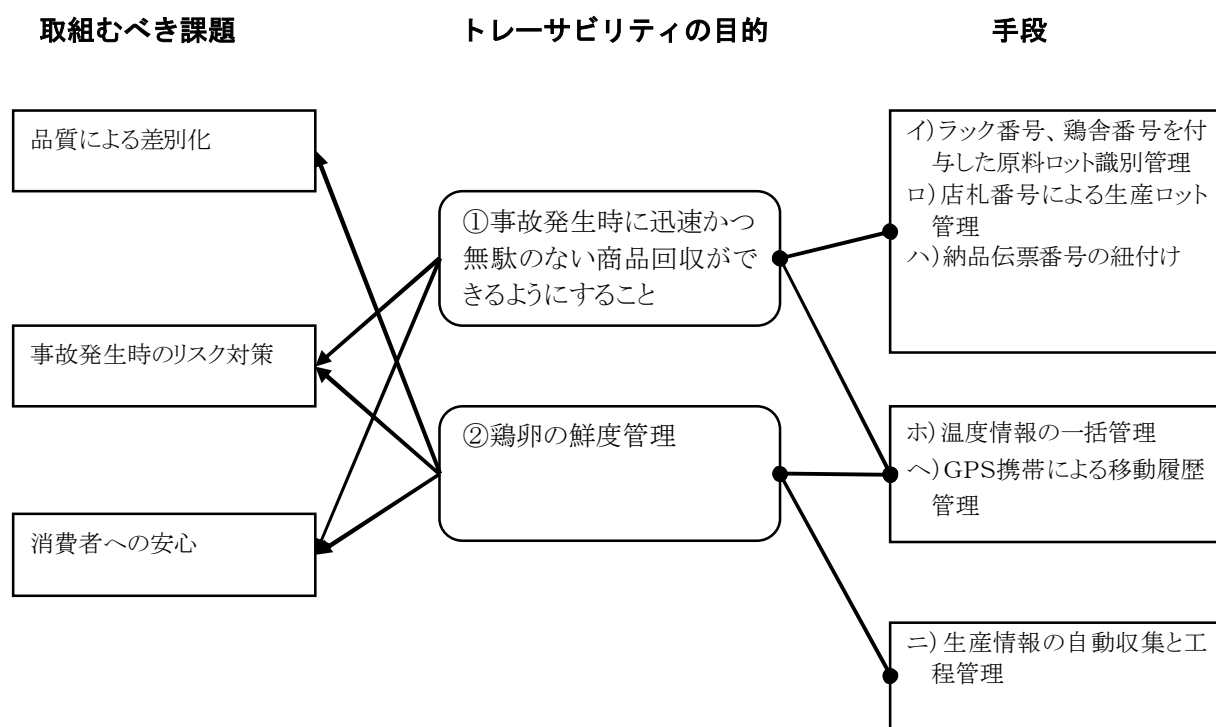 取組むべき課題
トレーサビリティの目的
手段
品質による差別化
事故発生時のリスク対策
消費者への安心
①事故発生時に迅速かつ
無駄のない商品回収がで
きるようにすること
②鶏卵の鮮度管理
イ)ラック番号、鶏舎番号を付
与した原料ロット識別管理
ロ)店札番号による生産ロット
管理
ハ)納品伝票番号の紐付け
ホ)温度情報の一括管理
ヘ)GPS携帯による移動履歴
管理
ニ)生産情報の自動収集と工
程管理